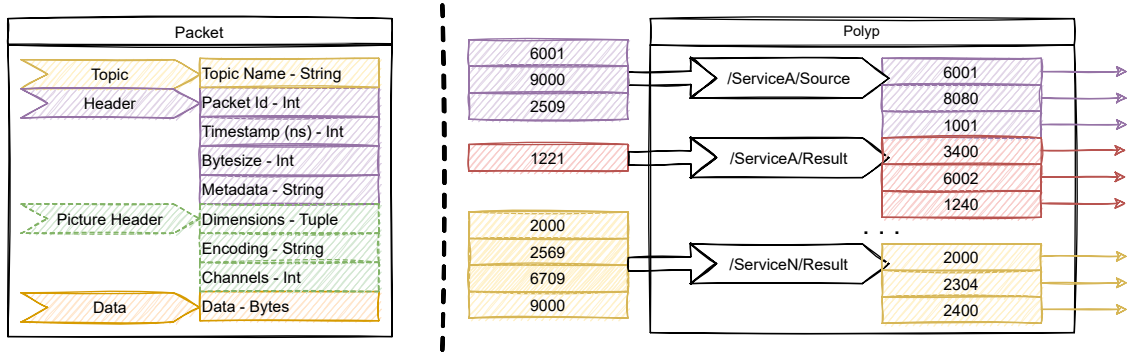 Packet
Topic
Topic Name - String
Header
Packet Id - Int
Timestamp (ns) - Int
Bytesize - Int
Metadata - String
Picture Header
Dimensions - Tuple
Encoding - String
Channels - Int
Data
Data - Bytes
6001
9000
2509
1221
2000
2569
6709
9000
Polyp
/ServiceA/Source
/ServiceA/Result
/ServiceN/Result
6001
8080
1001
3400
6002
1240
. . .
2000
2304
2400